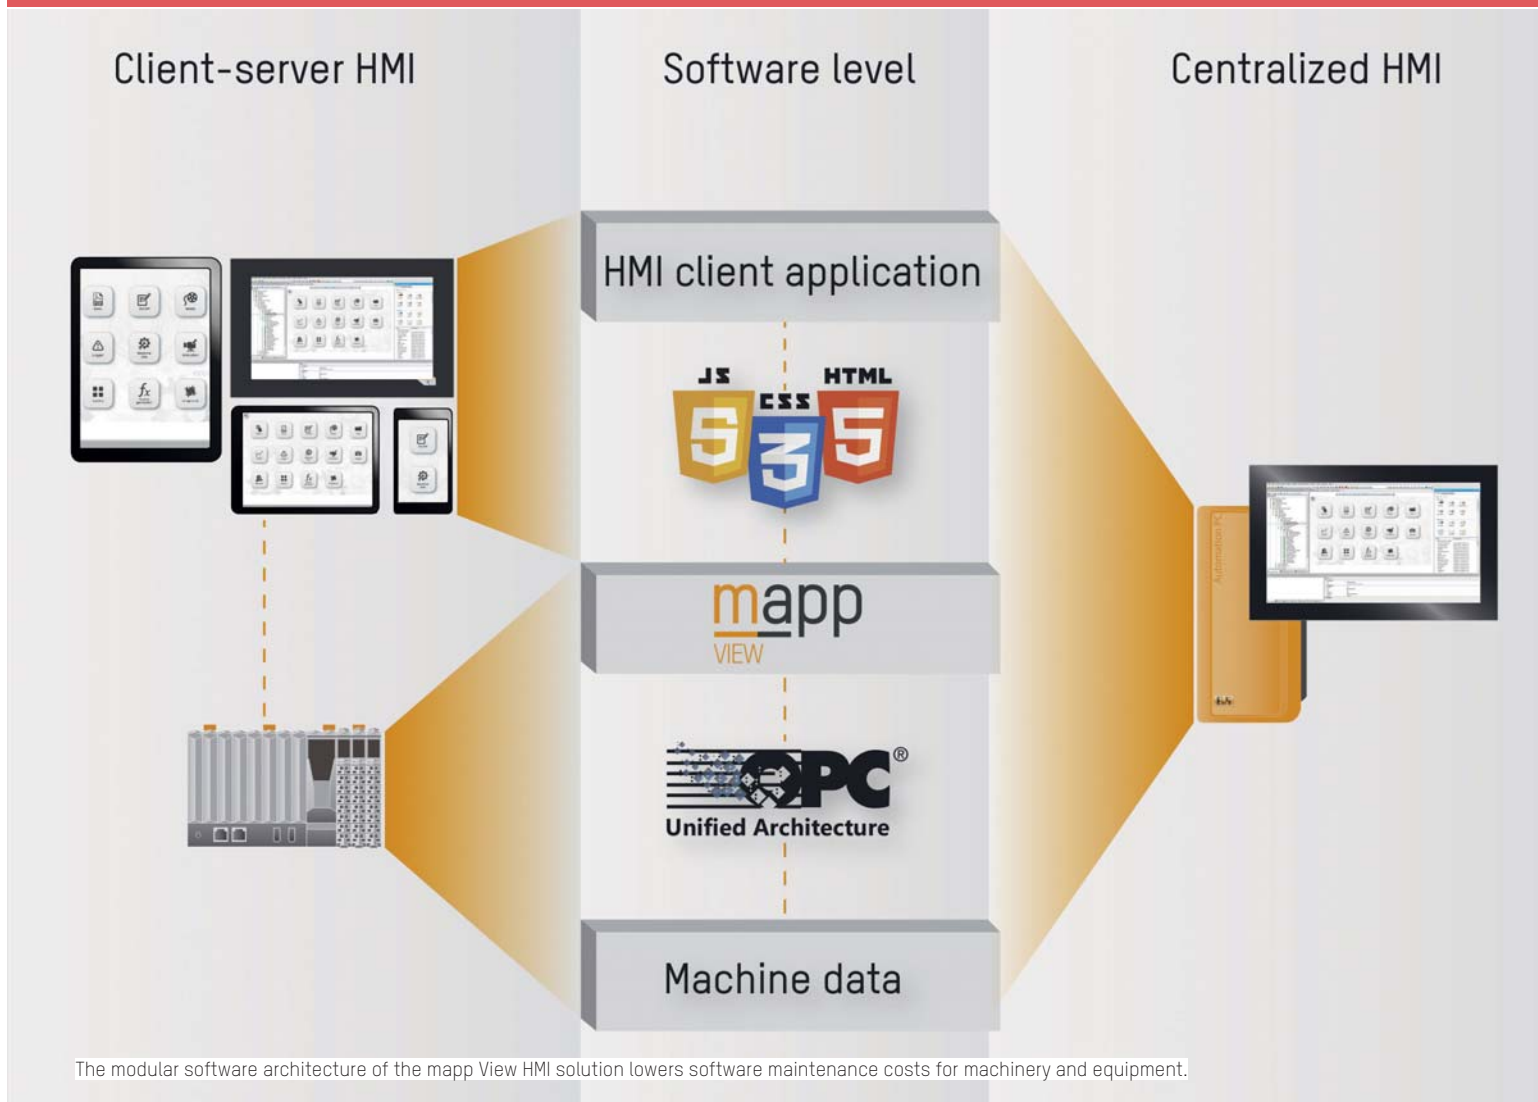 Client-server HMI
Software level
Centralized HMI
HMI client application
JS
CSS
HTML
5
3
5
mapp
VIEW
Automation PC
OPC®
Unified Architecture
Machine data
The modular software architecture of the mapp View HMI solution lowers software maintenance costs for machinery and equipment.